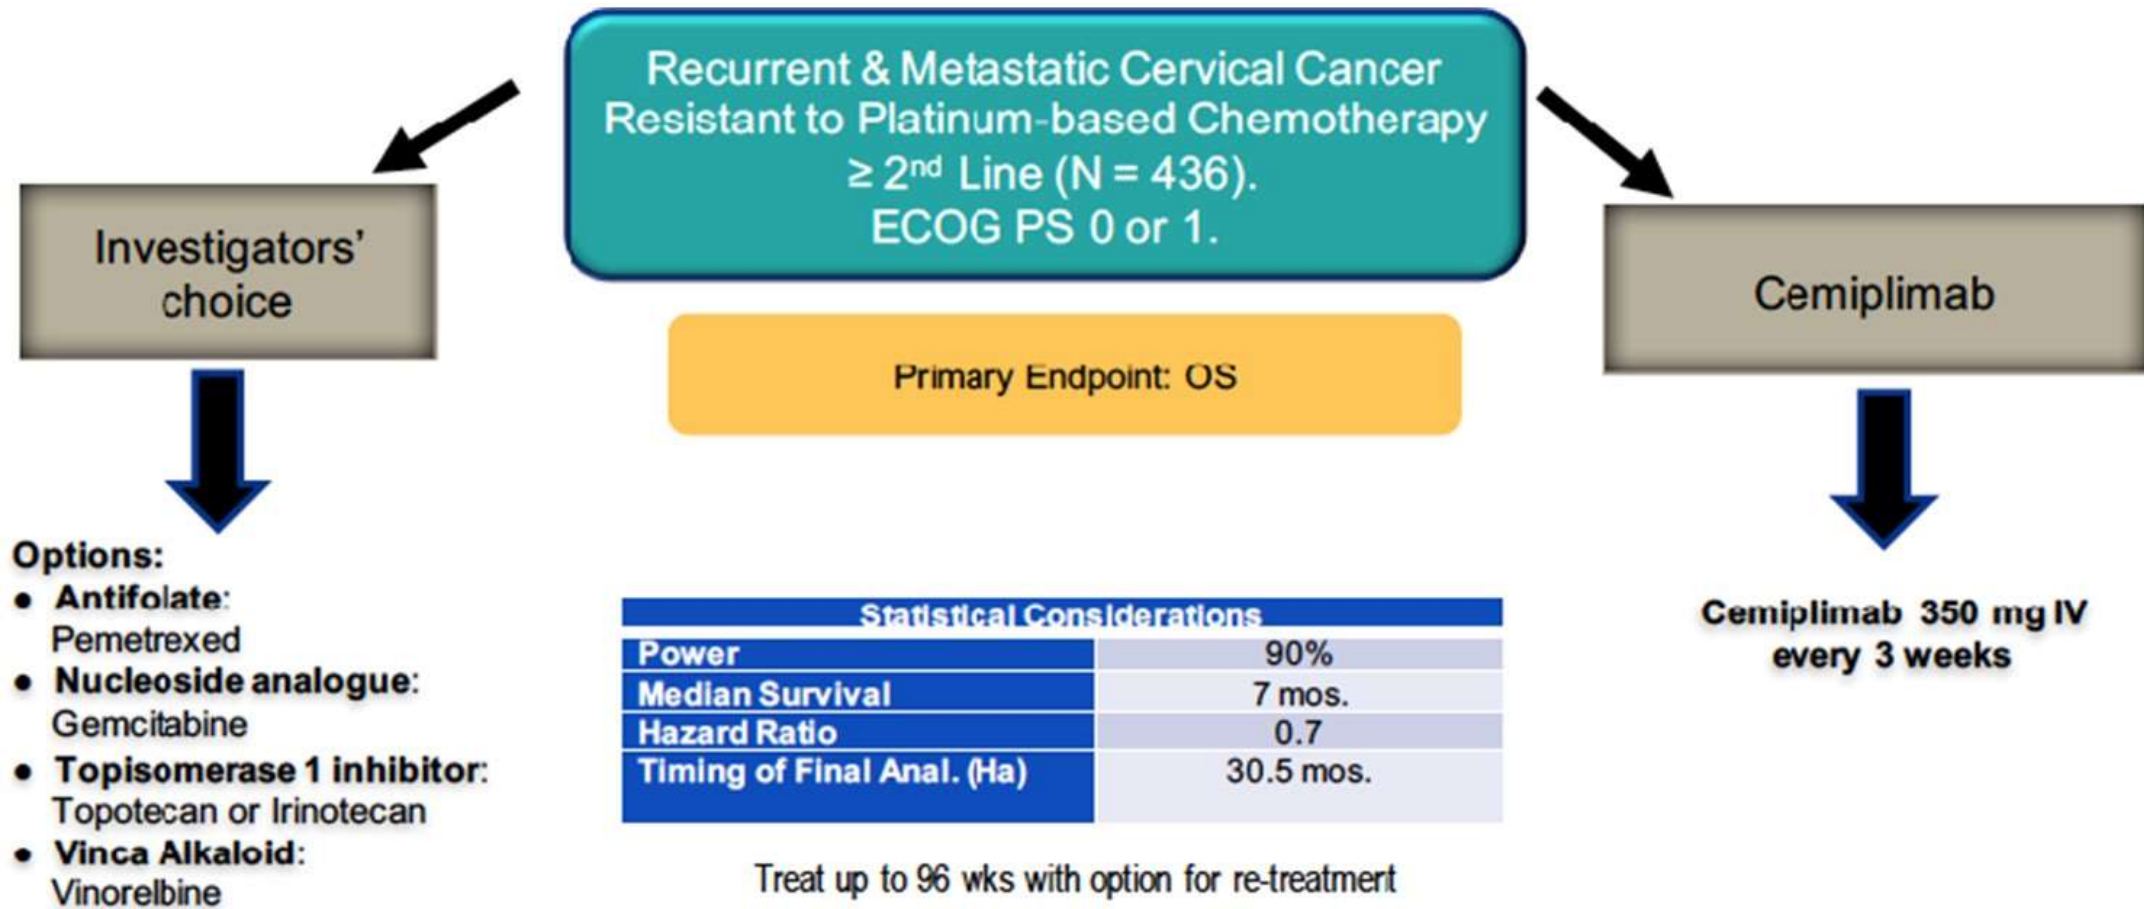 Recurrent & Metastatic Cervical Cancer
Resistant to Platinum-based Chemotherapy
≥ 2nd Line (N = 436).
ECOG PS 0 or 1.
Investigators’
choice
Cemiplimab
Primary Endpoint: OS
Options:
● Antifolate:
Pemetrexed
● Nucleoside analogue:
Gemcitabine
● Topisomerase 1 inhibitor:
Topotecan or Irinotecan
● Vinca Alkaloid:
Vinorelbine
Statistical Considerations
Power 90%
Median Survival 7 mos.
Hazard Ratio 0.7
Timing of Final Anal. (Ha) 30.5 mos.
Treat up to 96 wks with option for re-treatment
Cemiplimab 350 mg IV
every 3 weeks